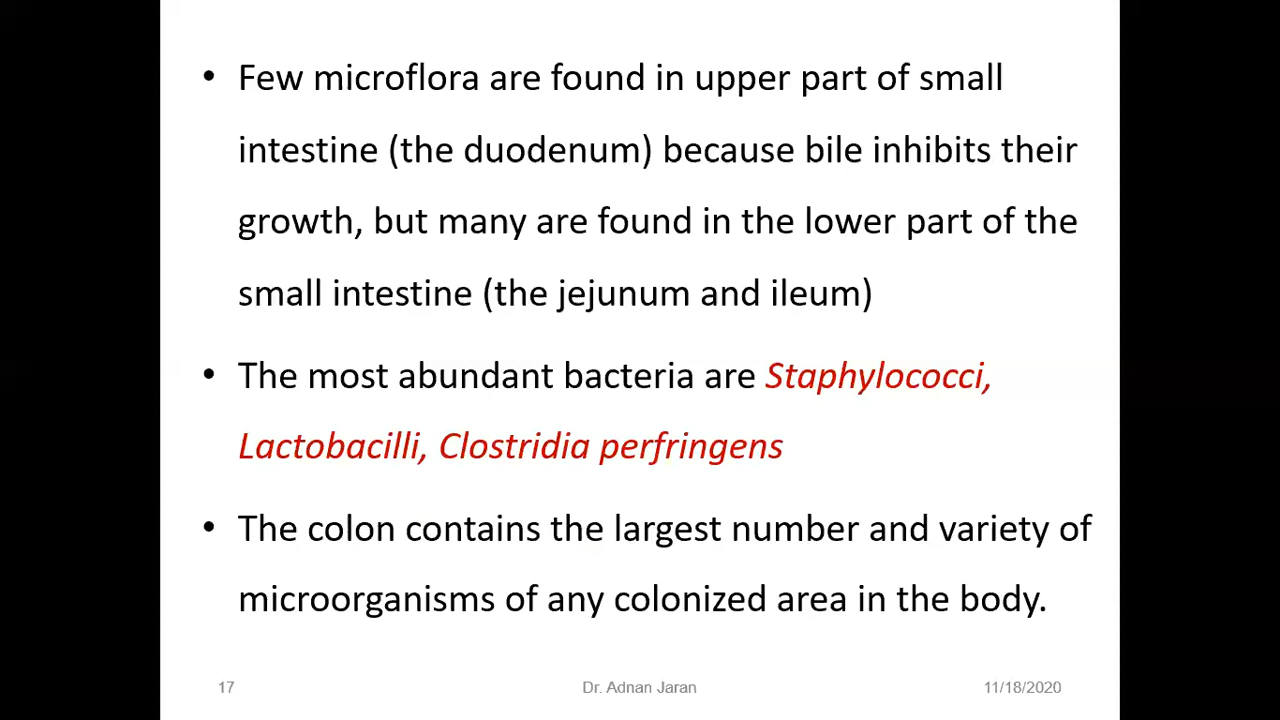 • Few microflora are found in upper part of small
intestine (the duodenum) because bile inhibits their
growth, but many are found in the lower part of the
small intestine (the jejunum and ileum)
• The most abundant bacteria are Staphylococci,
Lactobacilli, Clostridia perfringens
• The colon contains the largest number and variety of
microorganisms of any colonized area in the body.
17 Dr. Adnan Jaran 11/18/2020